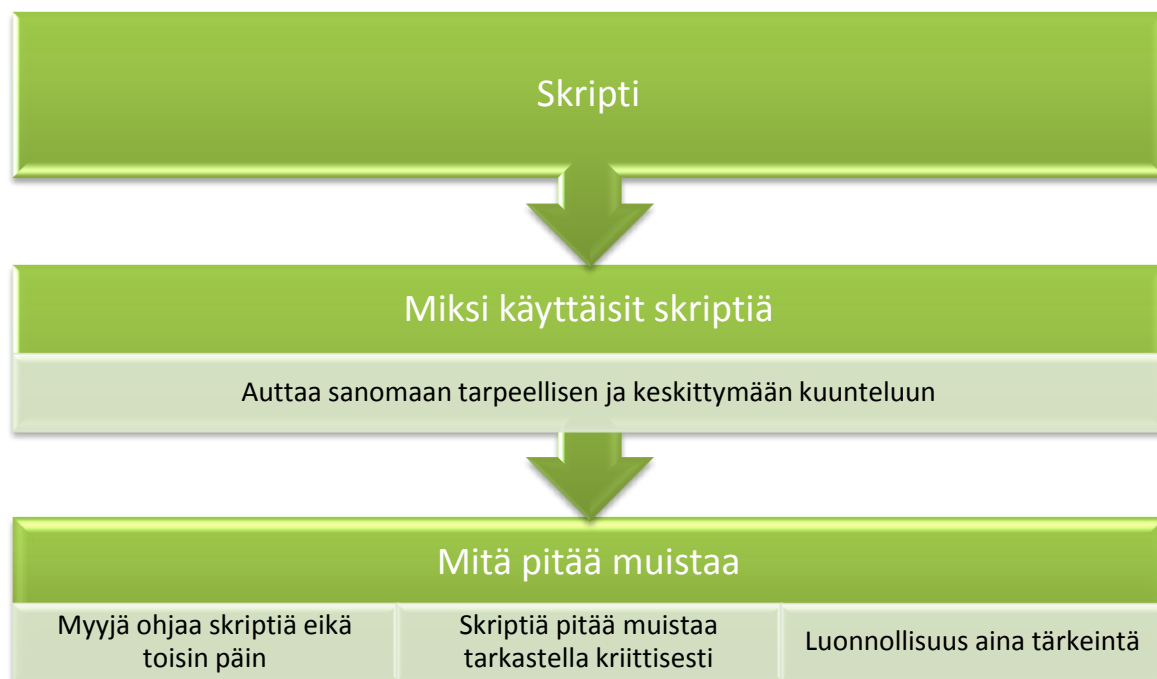 Skripti
Miksi käyttäisit skriptiä
Auttaa sanomaan tarpeellisen ja keskittymään kuunteluun
Mitä pitää muistaa
Myyjä ohjaa skriptiä eikä
toisin päin
Skriptiä pitää muistaa
tarkastella kriittisesti
Luonnollisuus aina tärkeintä